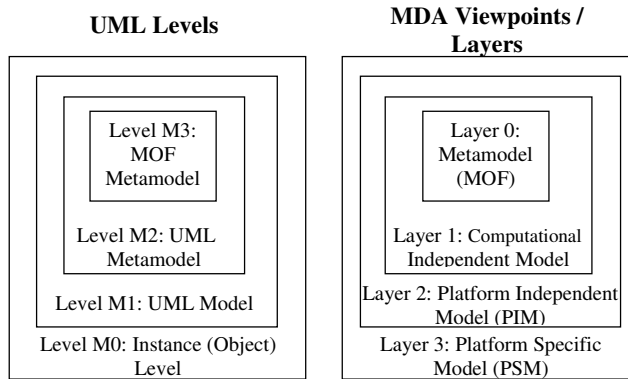 UML Levels
Level M3:
MOF
Metamodel
Level M2: UML
Metamodel
Level M1: UML Model
Level M0: Instance (Object)
Level
MDA Viewpoints /
Layers
Layer 0:
Metamodel
(MOF)
Layer 1: Computational
Independent Model
Layer 2: Platform Independent
Model (PIM)
Layer 3: Platform Specific
Model (PSM)